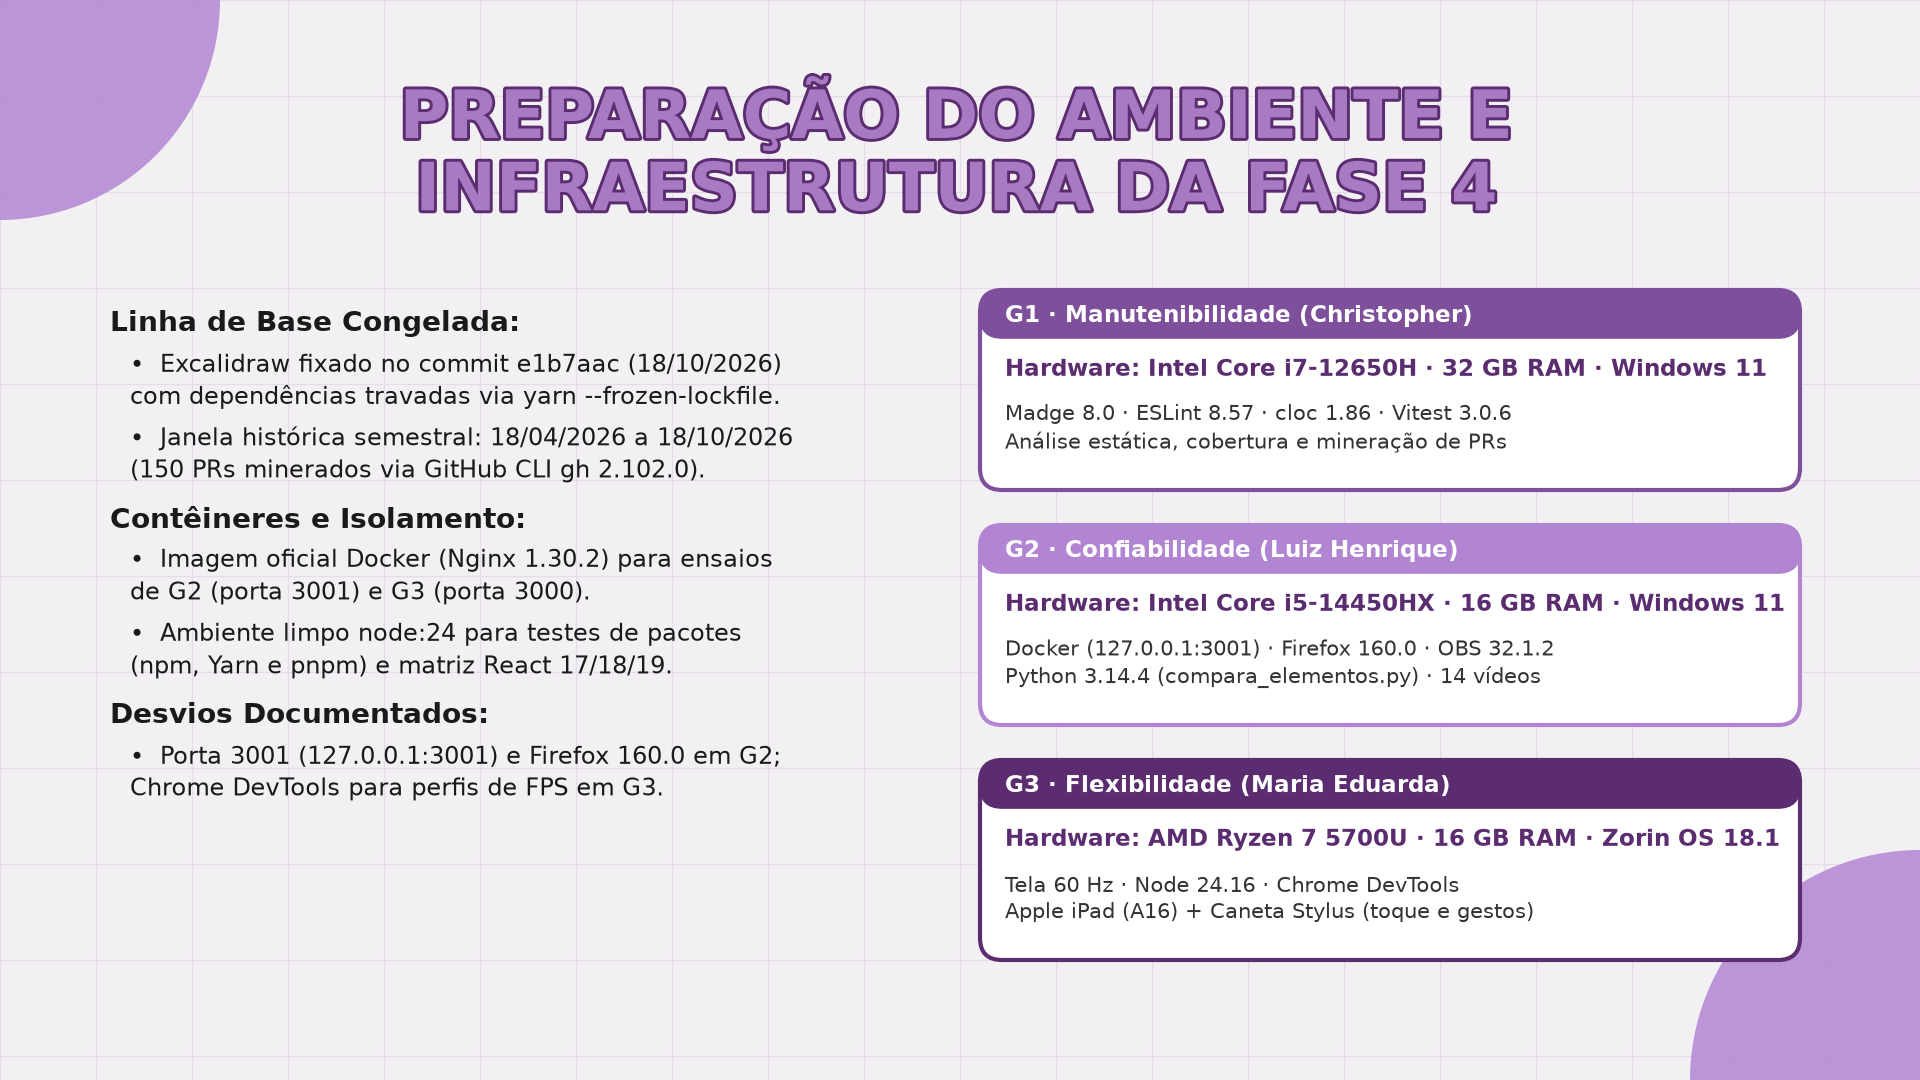 PREPARAÇÃO DO AMBIENTE E
INFRAESTRUTURA DA FASE 4
Linha de Base Congelada:
• Excalidraw fixado no commit e1b7aac (18/10/2026)
com dependências travadas via yarn --frozen-lockfile.
• Janela histórica semestral: 18/04/2026 a 18/10/2026
(150 PRs minerados via GitHub CLI gh 2.102.0).
Contêineres e Isolamento:
• Imagem oficial Docker (Nginx 1.30.2) para ensaios
de G2 (porta 3001) e G3 (porta 3000).
• Ambiente limpo node:24 para testes de pacotes
(npm, Yarn e pnpm) e matriz React 17/18/19.
Desvios Documentados:
• Porta 3001 (127.0.0.1:3001) e Firefox 160.0 em G2;
Chrome DevTools para perfis de FPS em G3.
G1 · Manutenibilidade (Christopher)
Hardware: Intel Core i7-12650H · 32 GB RAM · Windows 11
Madge 8.0 · ESLint 8.57 · cloc 1.86 · Vitest 3.0.6
Análise estática, cobertura e mineração de PRs
G2 · Confiabilidade (Luiz Henrique)
Hardware: Intel Core i5-14450HX · 16 GB RAM · Windows 11
Docker (127.0.0.1:3001) · Firefox 160.0 · OBS 32.1.2
Python 3.14.4 (compara_elementos.py) · 14 vídeos
G3 · Flexibilidade (Maria Eduarda)
Hardware: AMD Ryzen 7 5700U · 16 GB RAM · Zorin OS 18.1
Tela 60 Hz · Node 24.16 · Chrome DevTools
Apple iPad (A16) + Caneta Stylus (toque e gestos)